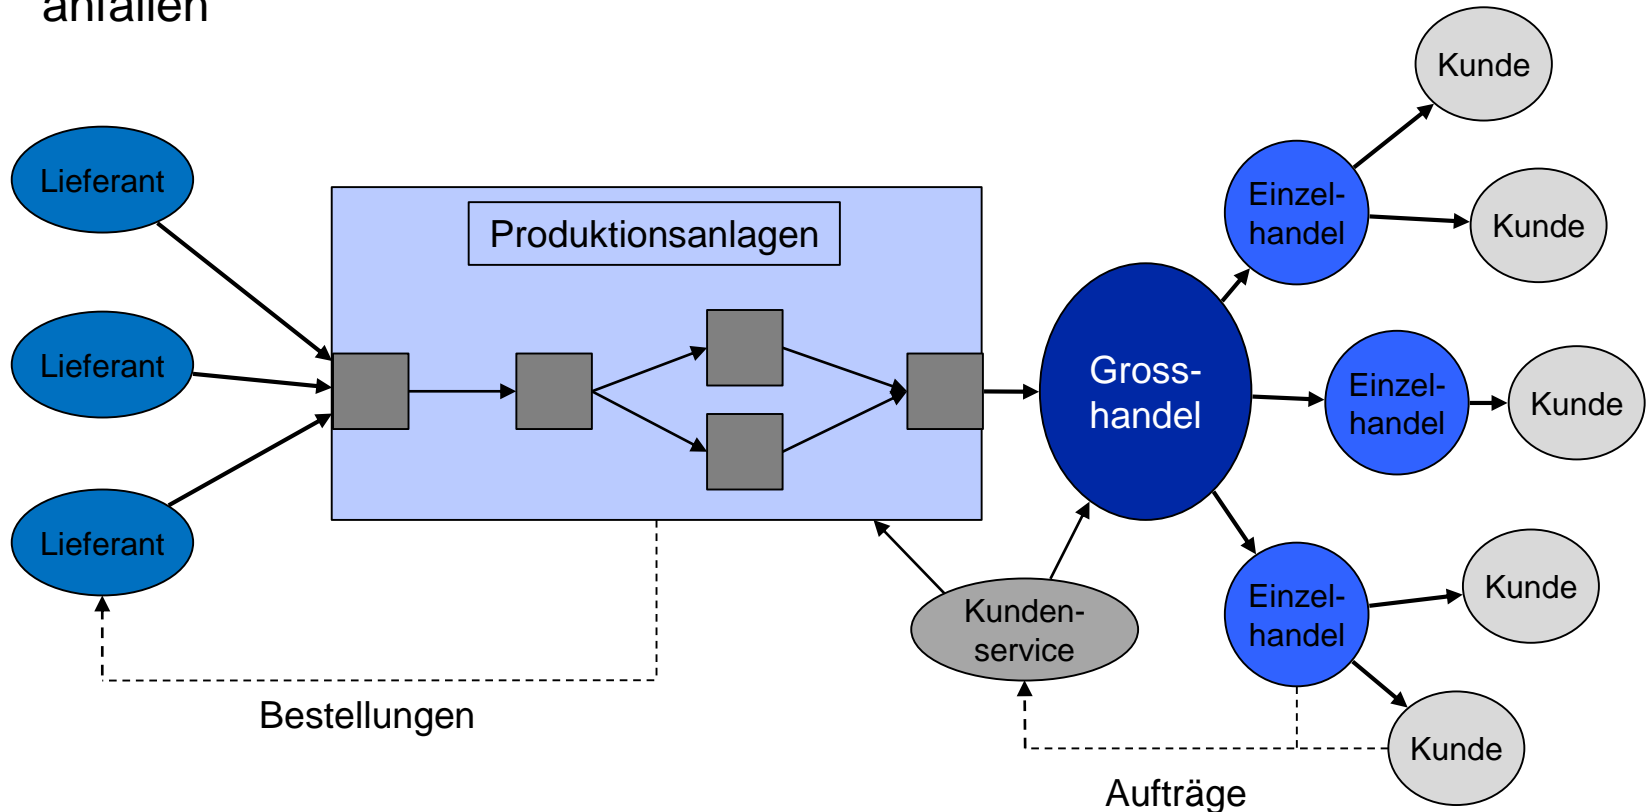 anfallen
Kunde
Lieferant
Einzel-
handel
Kunde
Produktionsanlagen
Lieferant
Gross-
handel
Einzel-
handel
Kunde
Lieferant
Kunden-
service
Einzel-
handel
Kunde
Bestellungen
Kunde
Aufträge